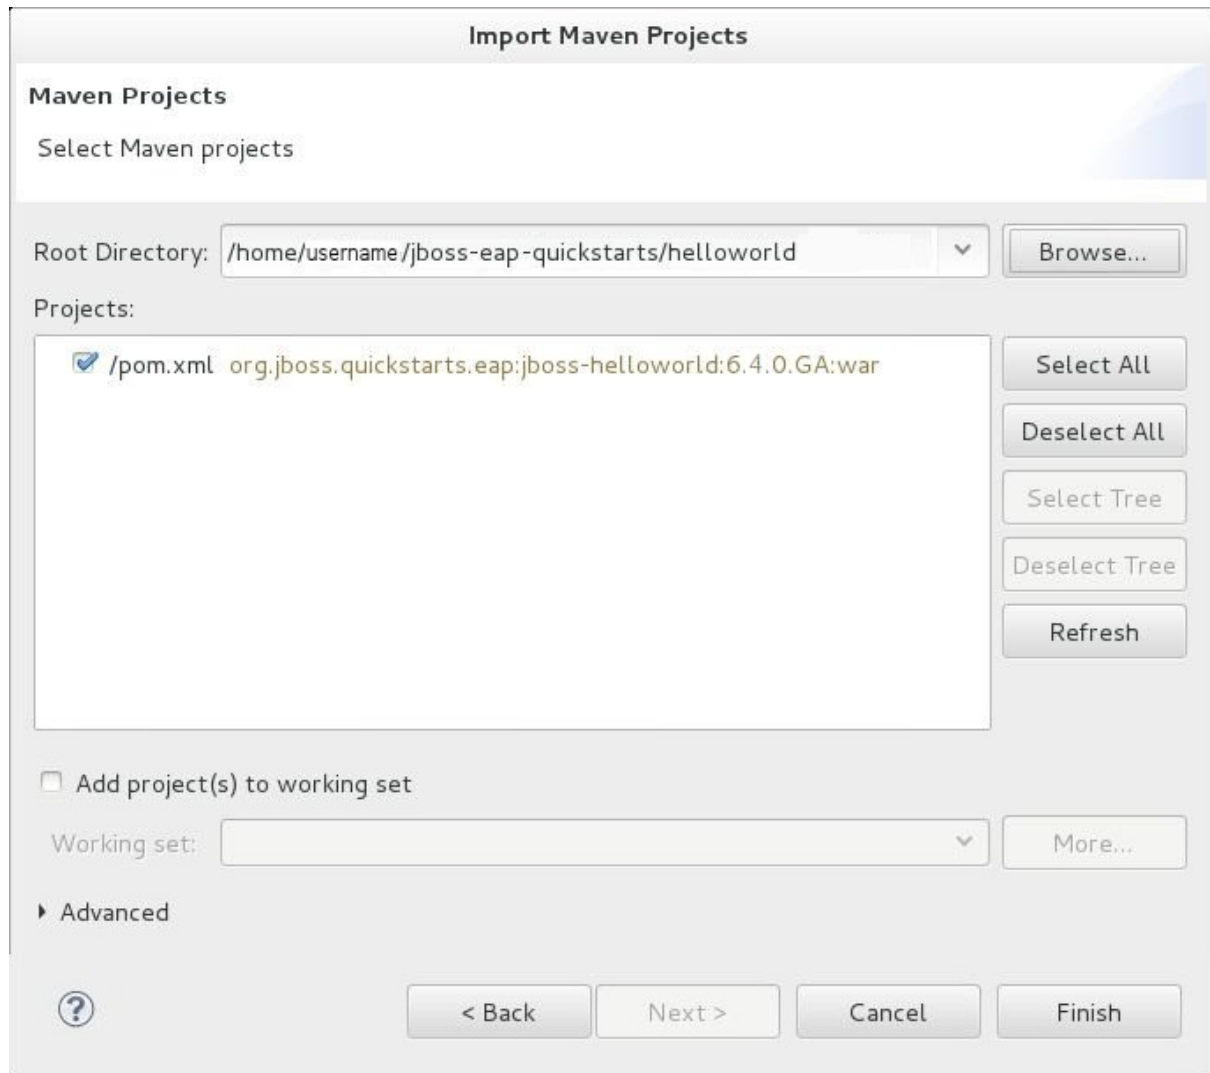 Import Maven Projects
Maven Projects
Select Maven projects
Root Directory: /home/username/jboss-eap-quickstarts/helloworld Browse...
Projects:
/pom.xml org.jboss.quickstarts.eap:jboss-helloworld:6.4.0.GA:war Select All
Deselect All
Select Tree
Deselect Tree
Refresh
Add project(s) to working set
Working set: More...
Advanced
? < Back Next > Cancel Finish